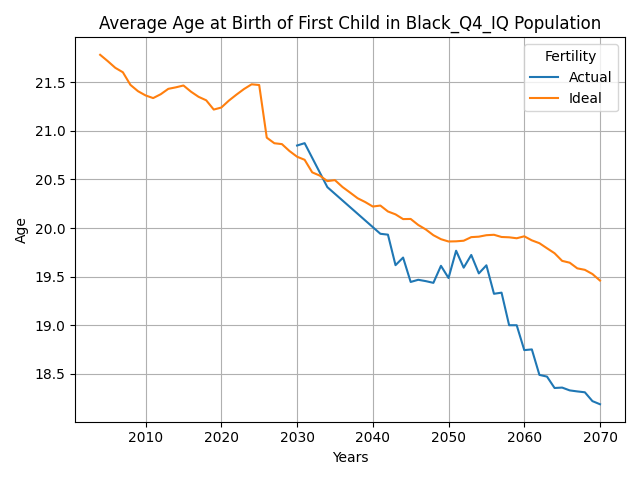 Average Age at Birth of First Child in Black_Q4_IQ Population
Fertility
Actual
Ideal
Age
21.5
21.0
20.5
20.0
19.5
19.0
18.5
2010 2020 2030 2040 2050 2060 2070
Years